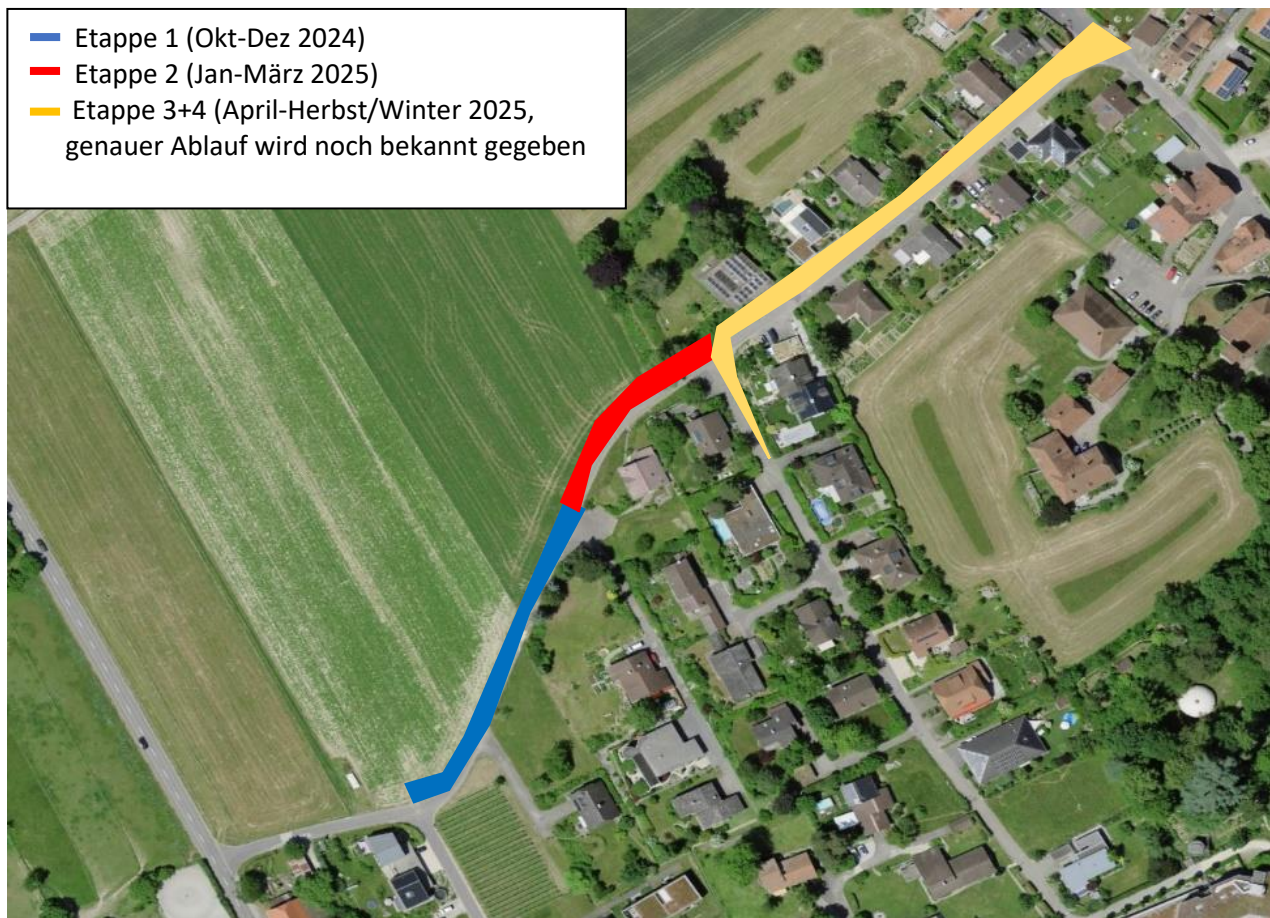 Etappe 1 (Okt-Dez 2024)
Etappe 2 (Jan-März 2025)
Etappe 3+4 (April-Herbst/Winter 2025,
genauer Ablauf wird noch bekannt gegeben